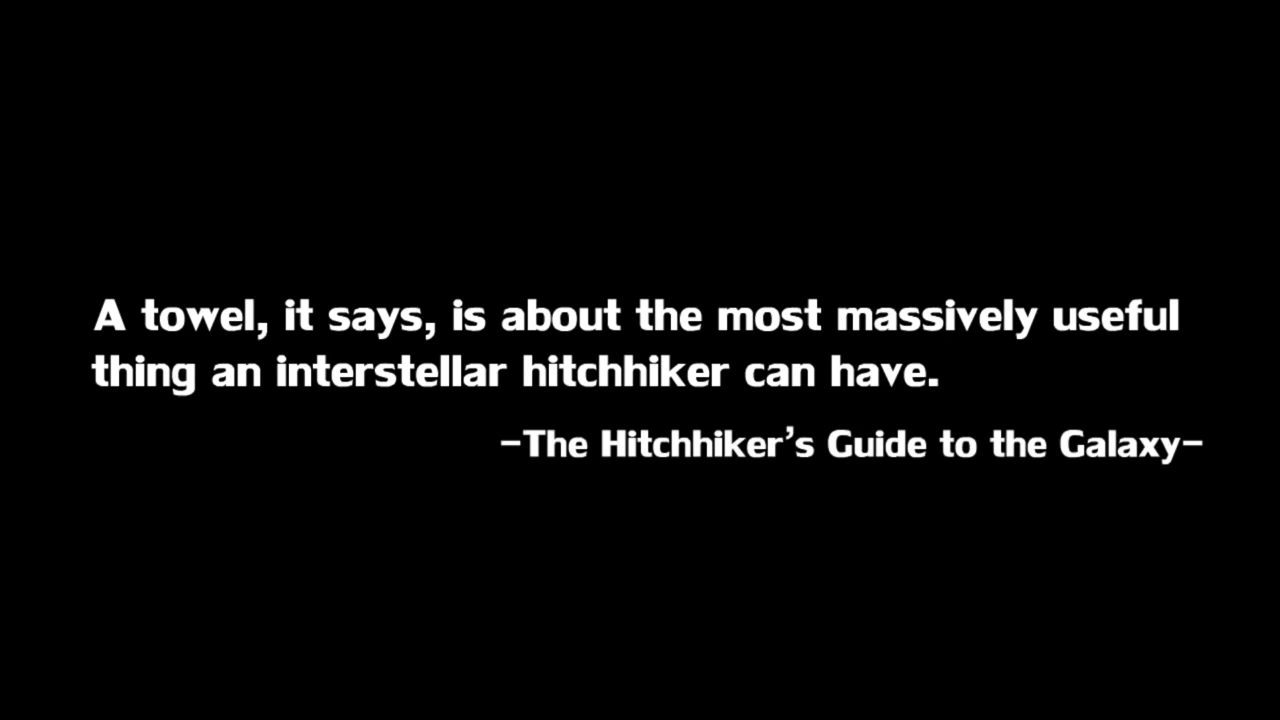 A towel, it says, is about the most massively useful
thing an interstellar hitchhiker can have.
-The Hitchhiker’s Guide to the Galaxy-